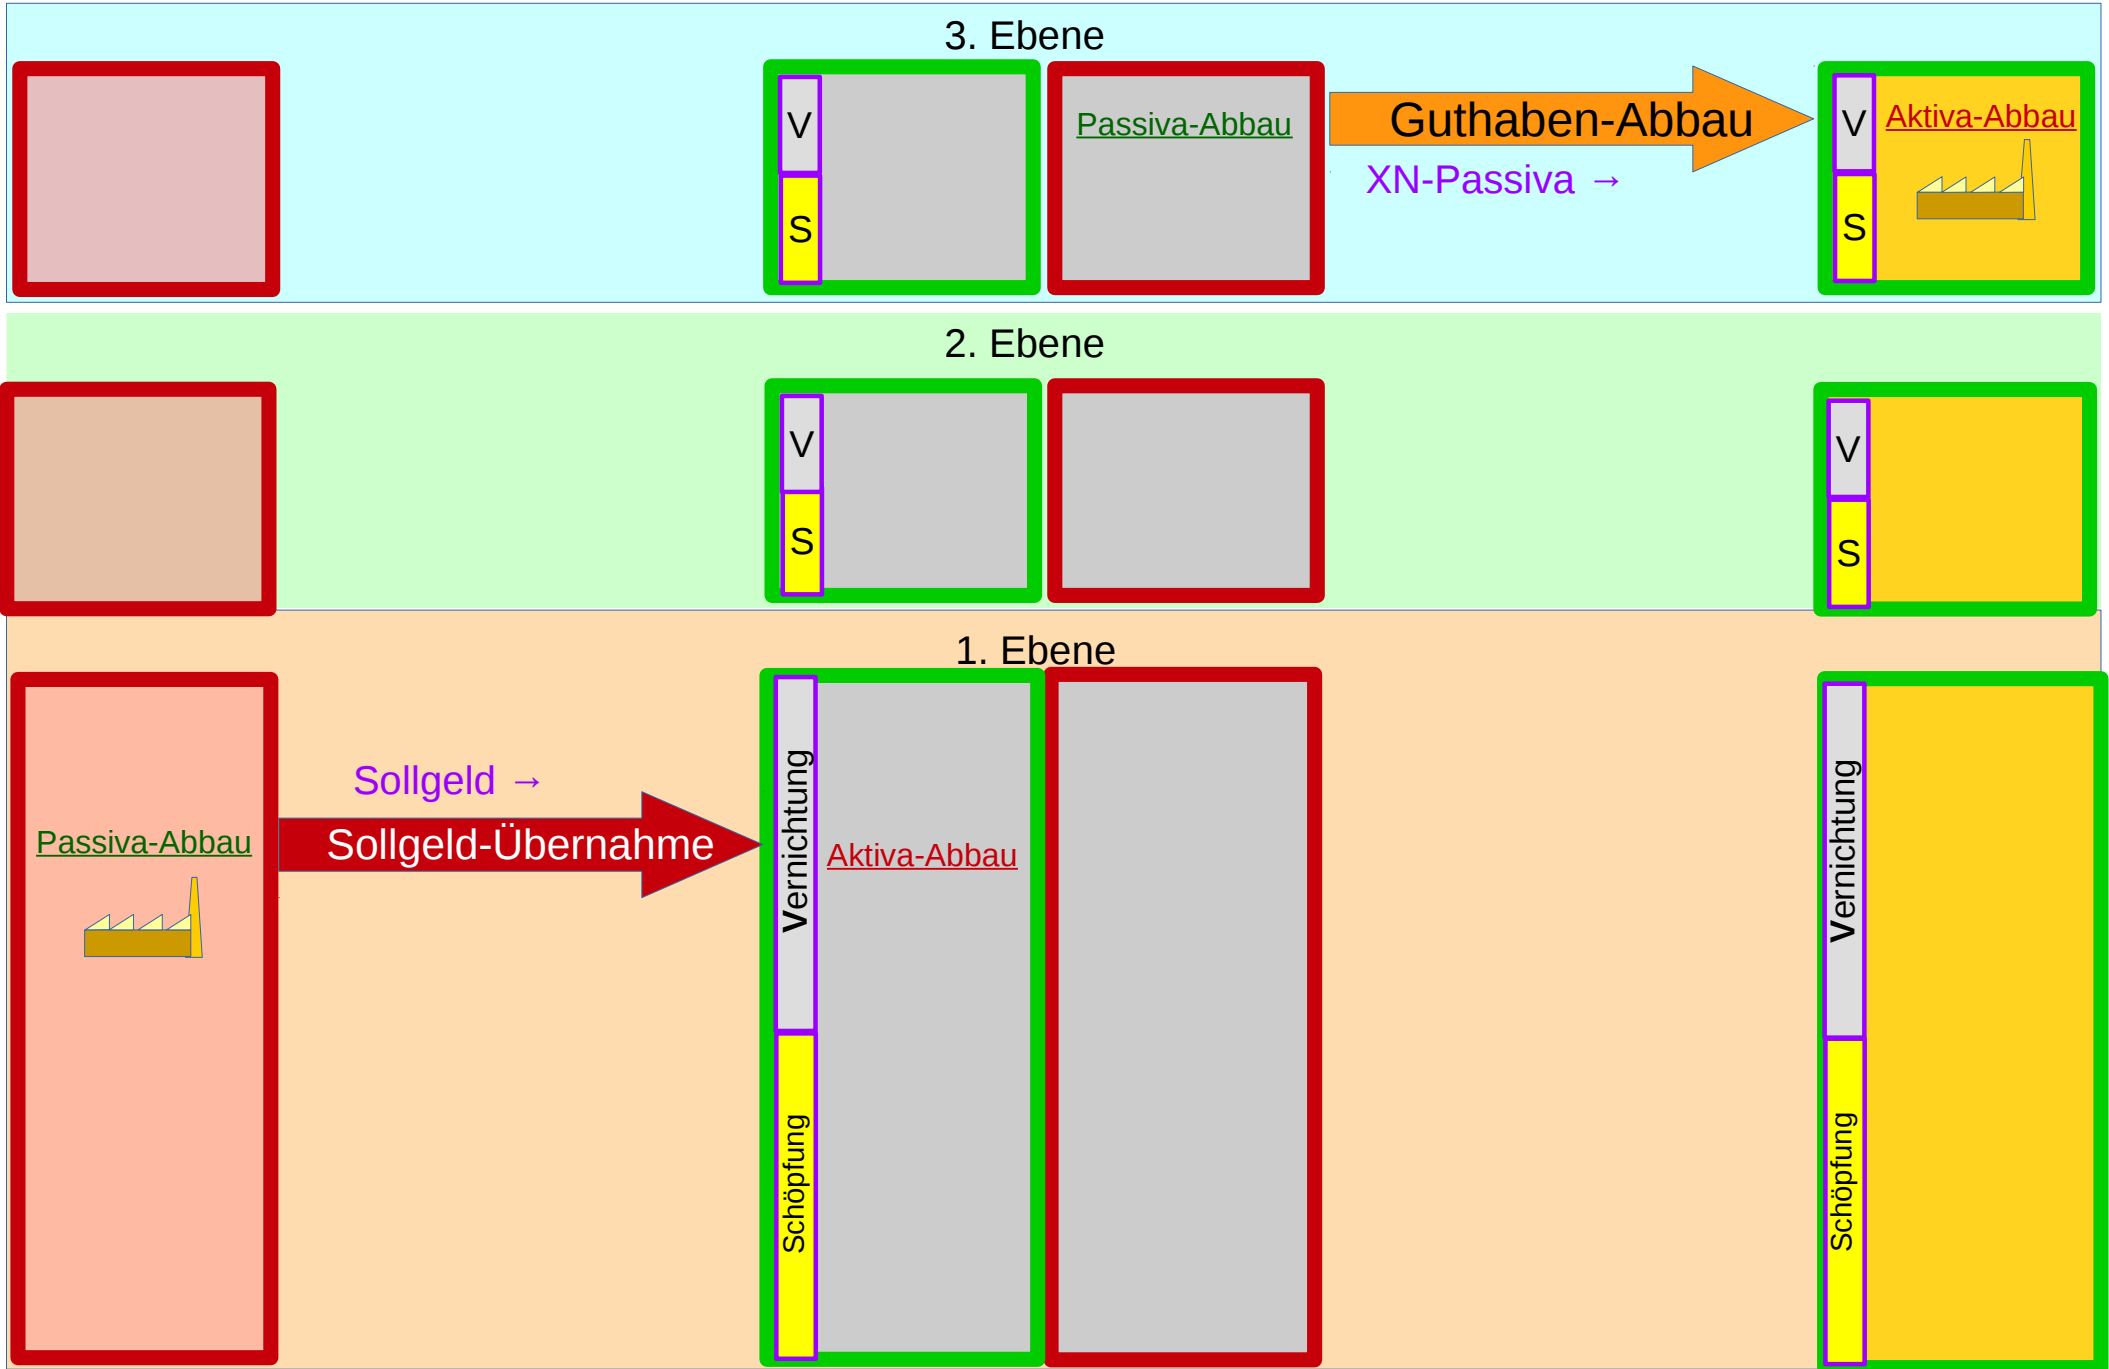 3. Ebene
V
S
Passiva-Abbau
Guthaben-Abbau
XN-Passiva →
V
S
Aktiva-Abbau
2. Ebene
V
S
V
S
1. Ebene
Passiva-Abbau
Sollgeld →
Sollgeld-Übernahme
Vernichtung
Schöpfung
Aktiva-Abbau
Vernichtung
Schöpfung